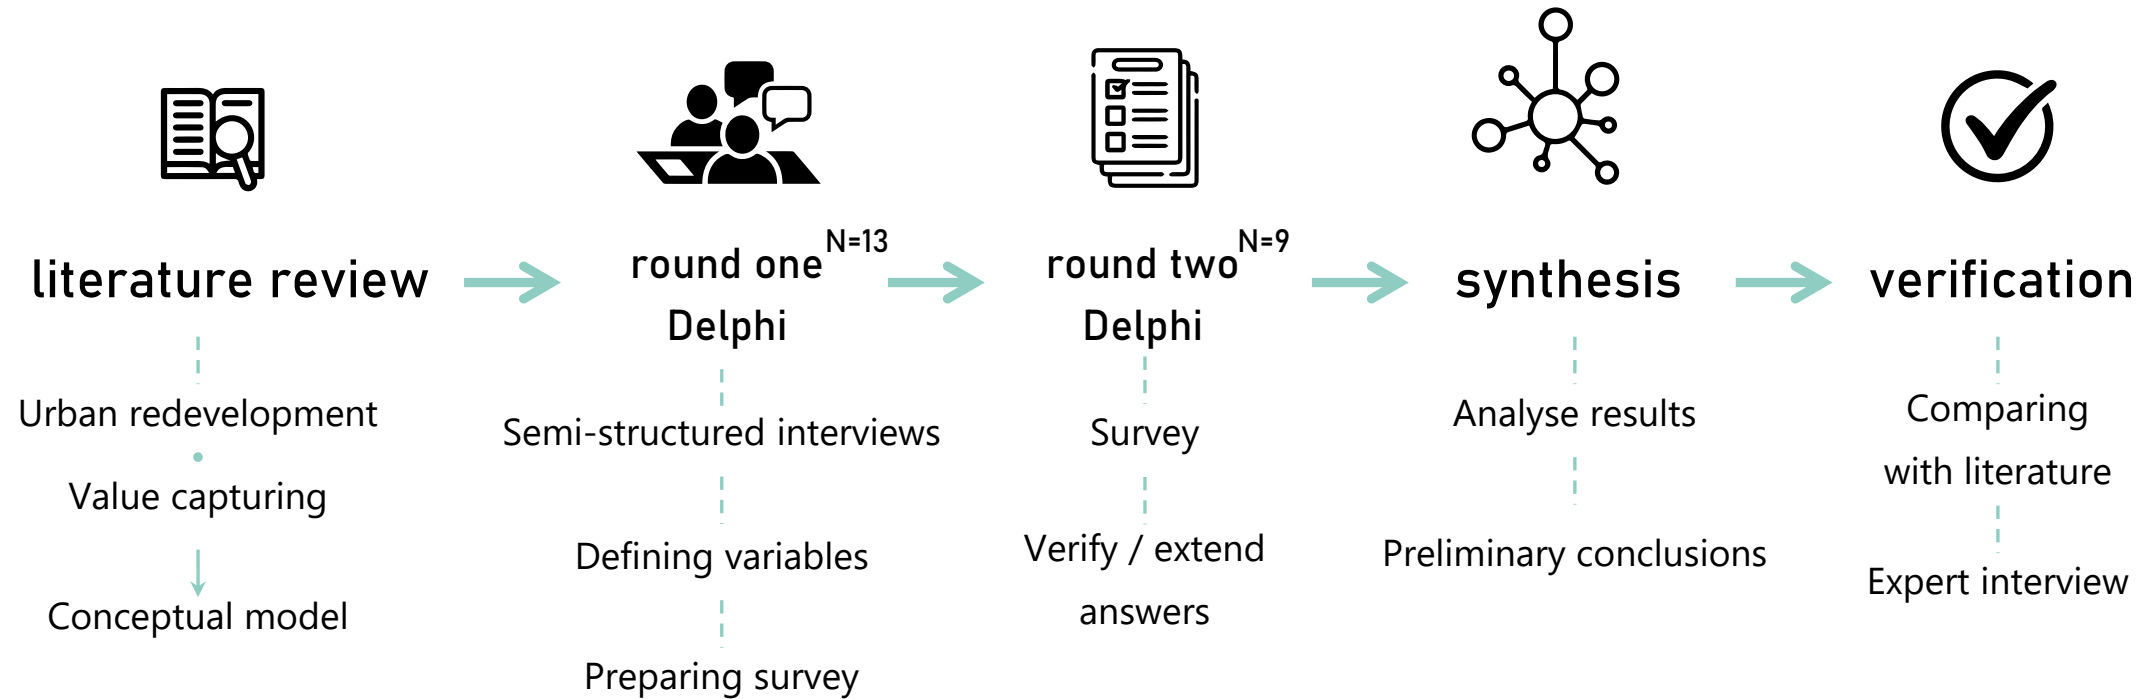 literature review
Urban redevelopment
Value capturing
Conceptual model
round one N=13
Delphi
Semi-structured interviews
Defining variables
Preparing survey
round two N=9
Delphi
Survey
Verify / extend
answers
synthesis
Analyse results
Preliminary conclusions
verification
Comparing
with literature
Expert interview